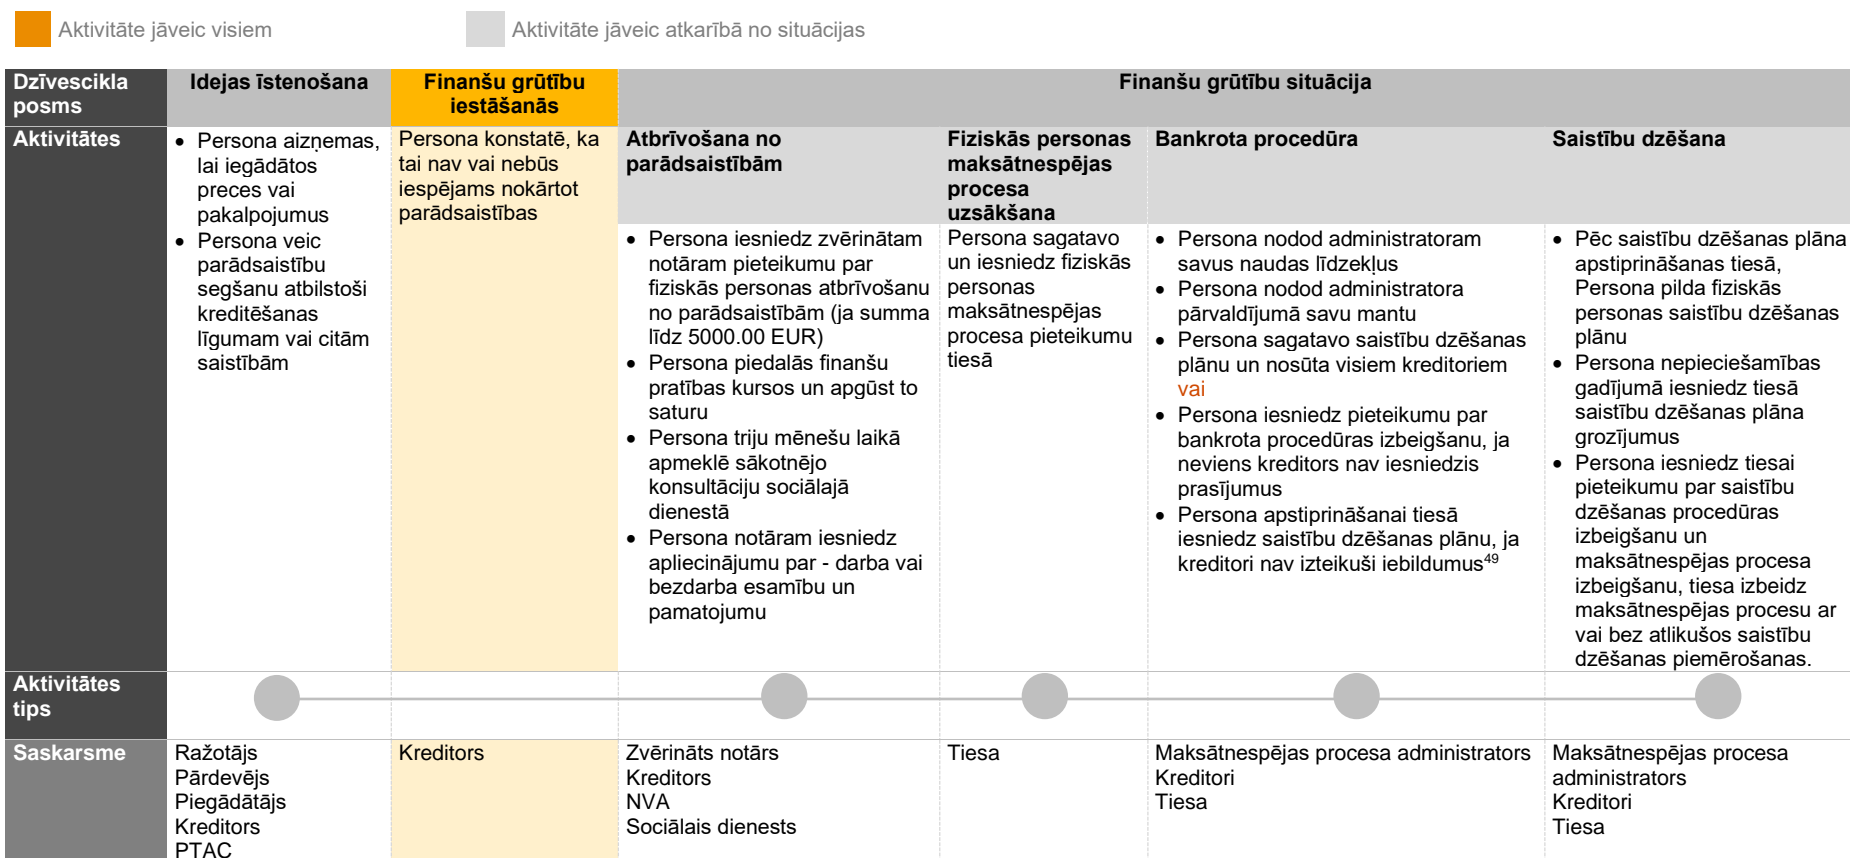 Aktivitāte jāveic visiem
Aktivitāte jāveic atkarībā no situācijas
Dzīvescikla
posms
Idejas īstenošana
Finanšu grūtību
iestāšanās
Finanšu grūtību situācija
Aktivitātes
• Persona aizņemas,
lai iegādātos
preces vai
pakalpojumus
• Persona veic
parādsaistību
segšanu atbilstoši
kreditēšanas
līgumam vai citām
saistībām
Persona konstatē, ka
tai nav vai nebūs
iespējams nokārtot
parādsaistības
Atbrīvošana no
parādsaistībām
• Persona iesniedz zvērinātam
notāram pieteikumu par
fiziskās personas atbrīvošanu
no parādsaistībām (ja summa
līdz 5000.00 EUR)
• Persona piedalās finanšu
pratības kursos un apgūst to
saturu
• Persona triju mēnešu laikā
apmeklē sākotnējo
konsultāciju sociālajā
dienestā
• Persona notāram iesniedz
apliecinājumu par - darba vai
bezdarba esamību un
pamatojumu
Fiziskās personas
maksātnespējas
procesa
uzsākšana
Persona sagatavo
un iesniedz fiziskās
personas
maksātnespējas
procesa pieteikumu
tiesā
Bankrota procedūra
• Persona nodod administratoram
savus naudas līdzekļus
• Persona nodod administratora
pārvaldījumā savu mantu
• Persona sagatavo saistību dzēšanas
plānu un nosūta visiem kreditoriem
vai
• Persona iesniedz pieteikumu par
bankrota procedūras izbeigšanu, ja
neviens kreditors nav iesniedzis
prasījumus
• Persona apstiprināšanai tiesā
iesniedz saistību dzēšanas plānu, ja
kreditori nav izteikuši iebildumus⁴⁹
Saistību dzēšana
• Pēc saistību dzēšanas plāna
apstiprināšanas tiesā,
Persona pilda fiziskās
personas saistību dzēšanas
plānu
• Persona nepieciešamības
gadījumā iesniedz tiesā
saistību dzēšanas plāna
grozījumus
• Persona iesniedz tiesai
pieteikumu par saistību
dzēšanas procedūras
izbeigšanu un
maksātnespējas procesa
izbeigšanu, tiesa izbeidz
maksātnespējas procesu ar
vai bez atlikušos saistību
dzēšanas piemērošanas.
Aktivitātes
tips
Saskarsme
Ražotājs
Pārdevējs
Piegādātājs
Kreditors
PTAC
Kreditors
Zvērināts notārs
Kreditors
NVA
Sociālais dienests
Tiesa
Maksātnespējas procesa administrators
Kreditori
Tiesa
Maksātnespējas procesa
administrators
Kreditori
Tiesa